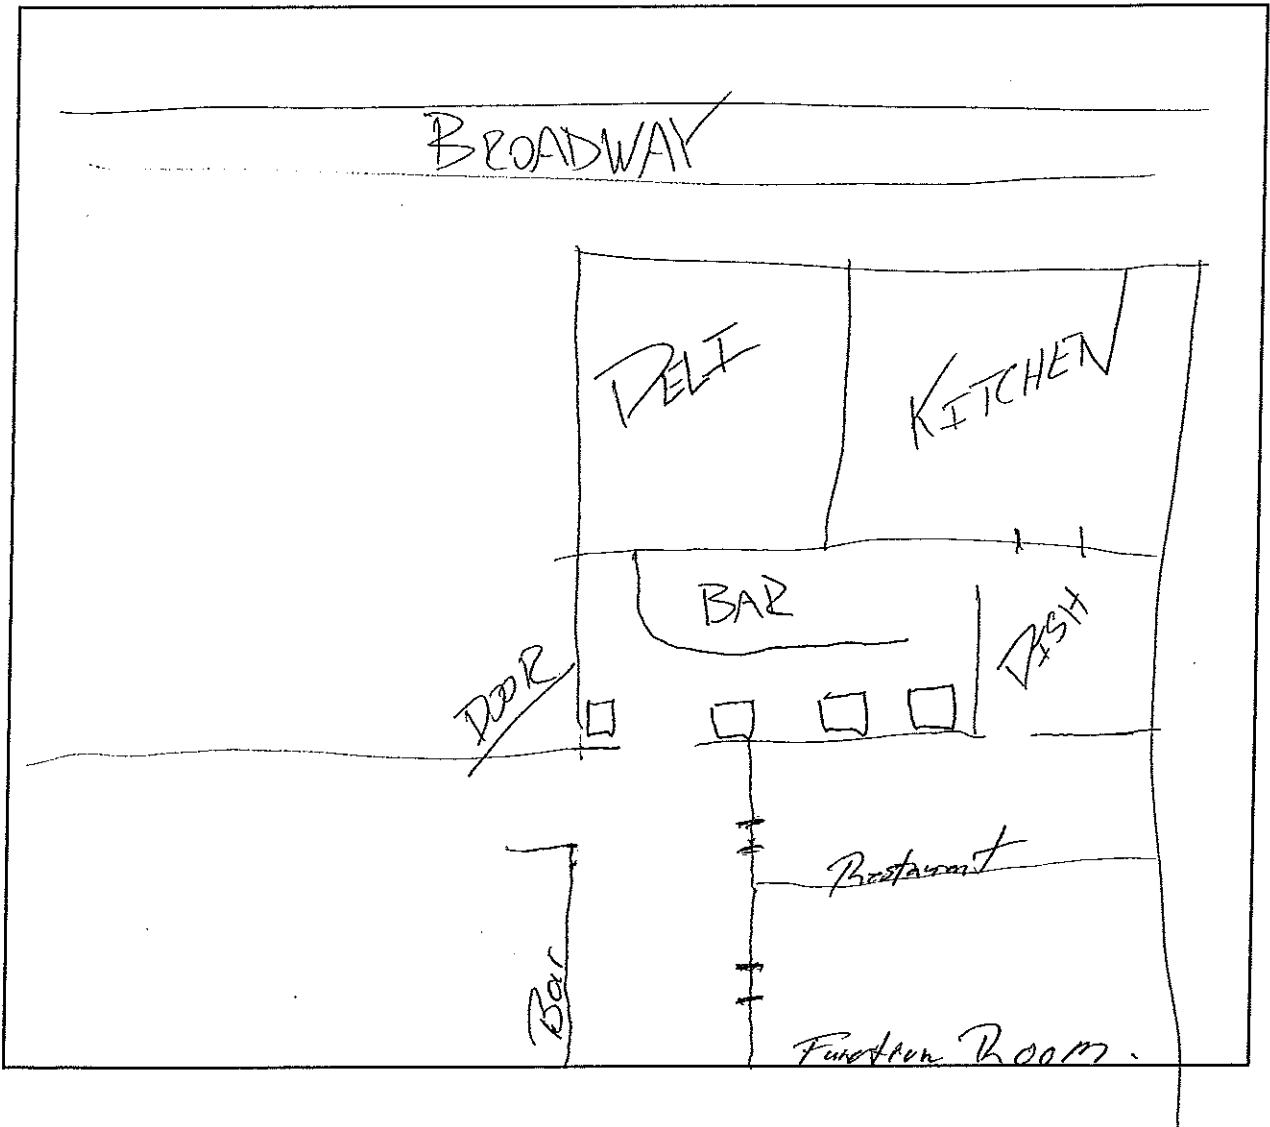 BROADWAY
DELI
KITCHEN
BAR
DISH
DOOR
Restaurant
Bar
Function Room.